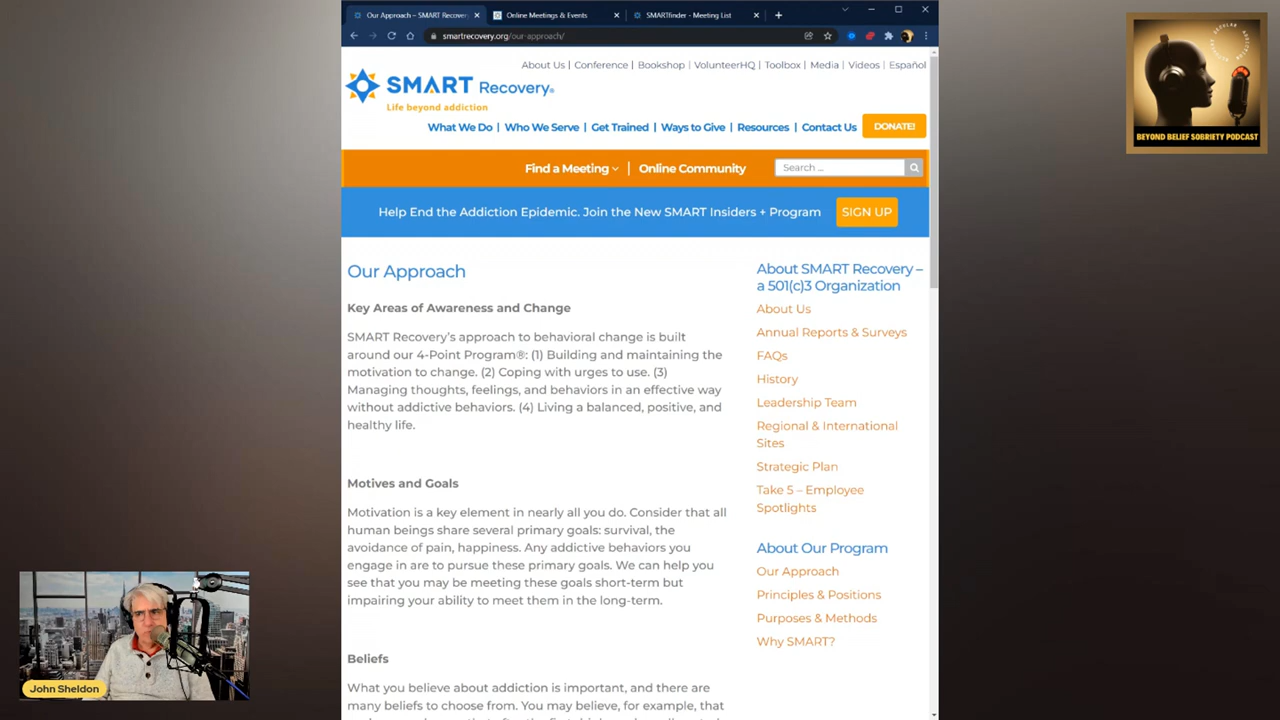 Our Approach – SMART Recover
Online Meetings & Events
SMARTfinder - Meeting List
smartrecovery.org/our-approach/
About Us | Conference | Bookshop | VolunteerHQ | Toolbox | Media | Videos | Español
SMART Recovery®
Life beyond addiction
What We Do | Who We Serve | Get Trained | Ways to Give | Resources | Contact Us
DONATE!
Find a Meeting | Online Community
Search ...
Help End the Addiction Epidemic. Join the New SMART Insiders + Program
SIGN UP
Our Approach
Key Areas of Awareness and Change
SMART Recovery's approach to behavioral change is built
around our 4-Point Program®: (1) Building and maintaining the
motivation to change. (2) Coping with urges to use. (3)
Managing thoughts, feelings, and behaviors in an effective way
without addictive behaviors. (4) Living a balanced, positive, and
healthy life.
Motives and Goals
Motivation is a key element in nearly all you do. Consider that all
human beings share several primary goals: survival, the
avoidance of pain, happiness. Any addictive behaviors you
engage in are to pursue these primary goals. We can help you
see that you may be meeting these goals short-term but
impairing your ability to meet them in the long-term.
Beliefs
What you believe about addiction is important, and there are
many beliefs to choose from. You may believe, for example, that
About SMART Recovery –
a 501(c)3 Organization
About Us
Annual Reports & Surveys
FAQs
History
Leadership Team
Regional & International
Sites
Strategic Plan
Take 5 – Employee
Spotlights
About Our Program
Our Approach
Principles & Positions
Purposes & Methods
Why SMART?
BEYOND BELIEF SOBRIETY PODCAST
John Sheldon